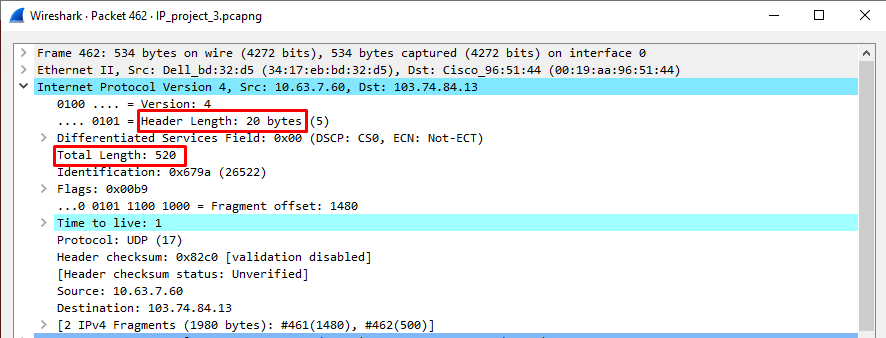 Wireshark · Packet 462 · IP_project_3.pcapng
Frame 462: 534 bytes on wire (4272 bits), 534 bytes captured (4272 bits) on interface 0
Ethernet II, Src: Dell_bd:32:d5 (34:17:eb:bd:32:d5), Dst: Cisco_96:51:44 (00:19:aa:96:51:44)
Internet Protocol Version 4, Src: 10.63.7.60, Dst: 103.74.84.13
0100 .... = Version: 4
.... 0101 = Header Length: 20 bytes (5)
Differentiated Services Field: 0x00 (DSCP: CS0, ECN: Not-ECT)
Total Length: 520
Identification: 0x679a (26522)
Flags: 0x00b9
...0 0101 1100 1000 = Fragment offset: 1480
Time to live: 1
Protocol: UDP (17)
Header checksum: 0x82c0 [validation disabled]
[Header checksum status: Unverified]
Source: 10.63.7.60
Destination: 103.74.84.13
[2 IPv4 Fragments (1980 bytes): #461(1480), #462(500)]